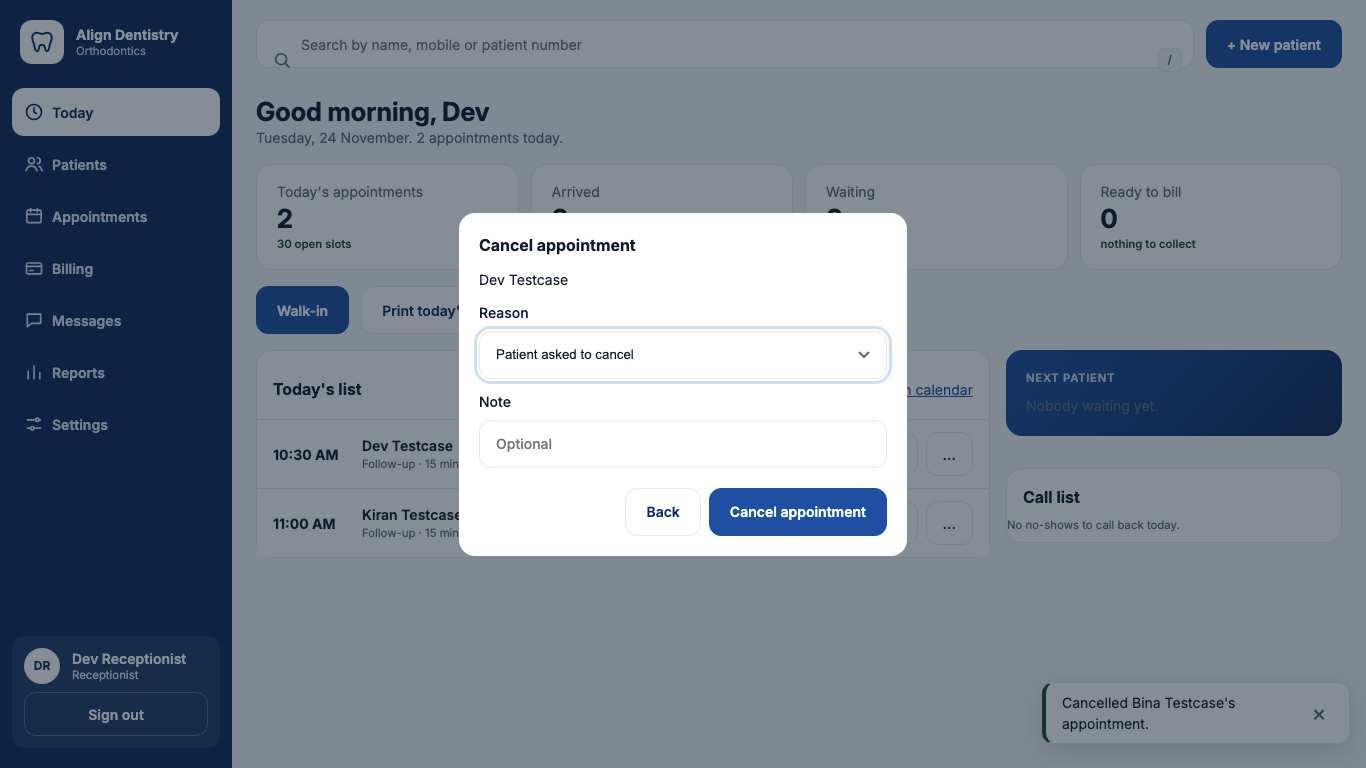 Align Dentistry
Orthodontics
Today
Patients
Appointments
Billing
Messages
Reports
Settings
DR
Dev Receptionist
Receptionist
Sign out
Search by name, mobile or patient number
/
+ New patient
Good morning, Dev
Tuesday, 24 November. 2 appointments today.
Today's appointments
2
30 open slots
Arrived
Waiting
Ready to bill
0
nothing to collect
Walk-in
Print today'
Today's list
calendar
10:30 AM
Dev Testcase
Follow-up · 15 min
...
11:00 AM
Kiran Testcase
Follow-up · 15 min
...
NEXT PATIENT
Nobody waiting yet.
Call list
No no-shows to call back today.
Cancel appointment
Dev Testcase
Reason
Patient asked to cancel
Note
Optional
Back
Cancel appointment
Cancelled Bina Testcase's
appointment.